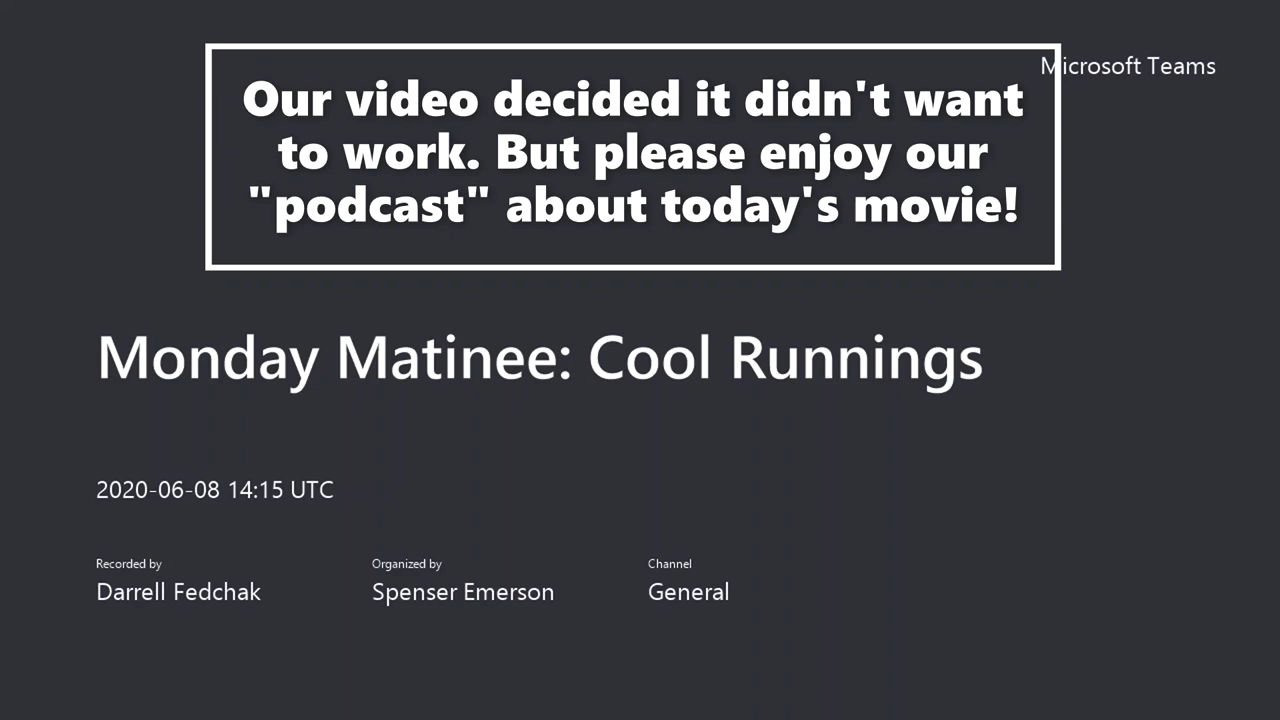 Microsoft Teams
Our video decided it didn't want
to work. But please enjoy our
"podcast" about today's movie!
Monday Matinee: Cool Runnings
2020-06-08 14:15 UTC
Recorded by
Darrell Fedchak
Organized by
Spenser Emerson
Channel
General